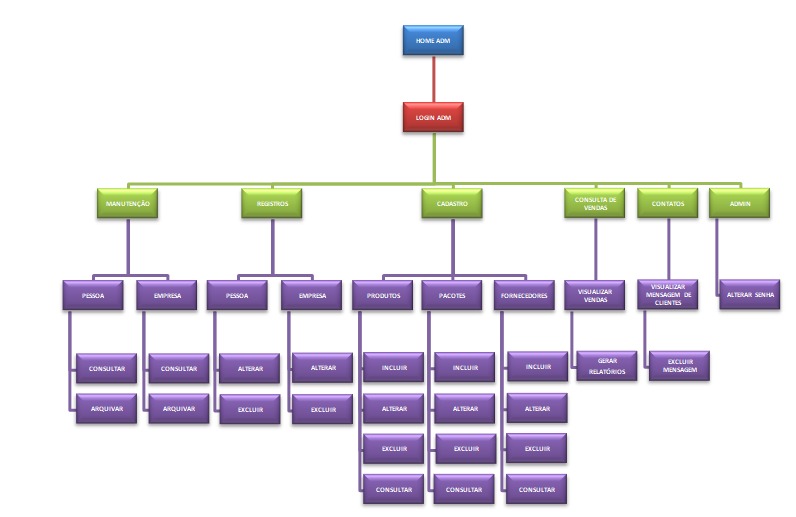 HOME ADM
LOGIN ADM
MANUTENÇÃO
REGISTROS
CADASTRO
CONSULTA DE
VENDAS
CONTATOS
ADMIN
PESSOA
EMPRESA
PESSOA
EMPRESA
PRODUTOS
PACOTES
FORNECEDORES
VISUALIZAR
VENDAS
VISUALIZAR
MENSAGEM DE
CLIENTES
ALTERAR SENHA
CONSULTAR
CONSULTAR
ALTERAR
ALTERAR
INCLUIR
INCLUIR
INCLUIR
GERAR
RELATÓRIOS
EXCLUIR
MENSAGEM
ARQUIVAR
ARQUIVAR
EXCLUIR
EXCLUIR
ALTERAR
ALTERAR
ALTERAR
EXCLUIR
EXCLUIR
EXCLUIR
CONSULTAR
CONSULTAR
CONSULTAR